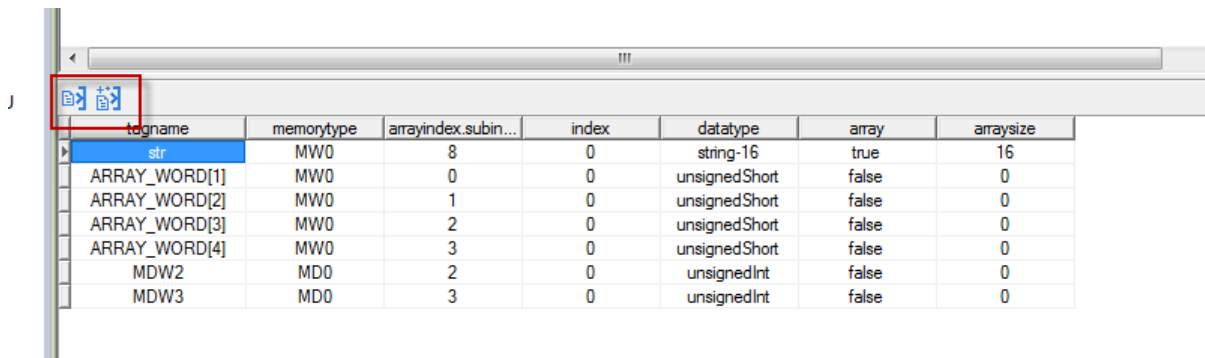 tagname memorytype arrayindex.subin... index datatype array arraysize
str MW0 8 0 string-16 true 16
ARRAY_WORD[1] MW0 0 0 unsignedShort false 0
ARRAY_WORD[2] MW0 1 0 unsignedShort false 0
ARRAY_WORD[3] MW0 2 0 unsignedShort false 0
ARRAY_WORD[4] MW0 3 0 unsignedShort false 0
MDW2 MD0 2 0 unsignedInt false 0
MDW3 MD0 3 0 unsignedInt false 0